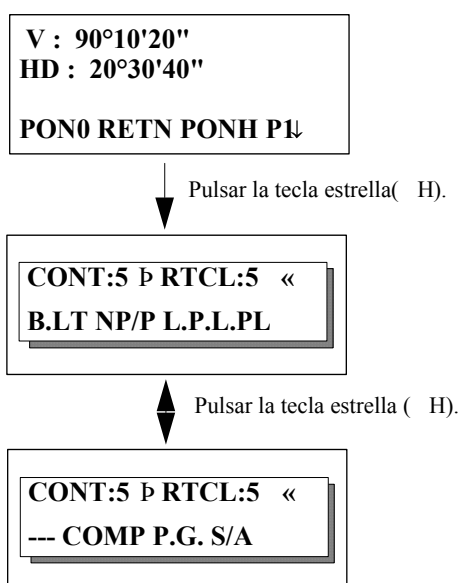 V :  90°10'20"
HD :  20°30'40"
PON0 RETN PONH P1↓
Pulsar la tecla estrella(   H).
CONT:5 Þ RTCL:5   «
B.LT NP/P L.P.L.PL
Pulsar la tecla estrella (   H).
CONT:5 Þ RTCL:5   «
--- COMP P.G. S/A